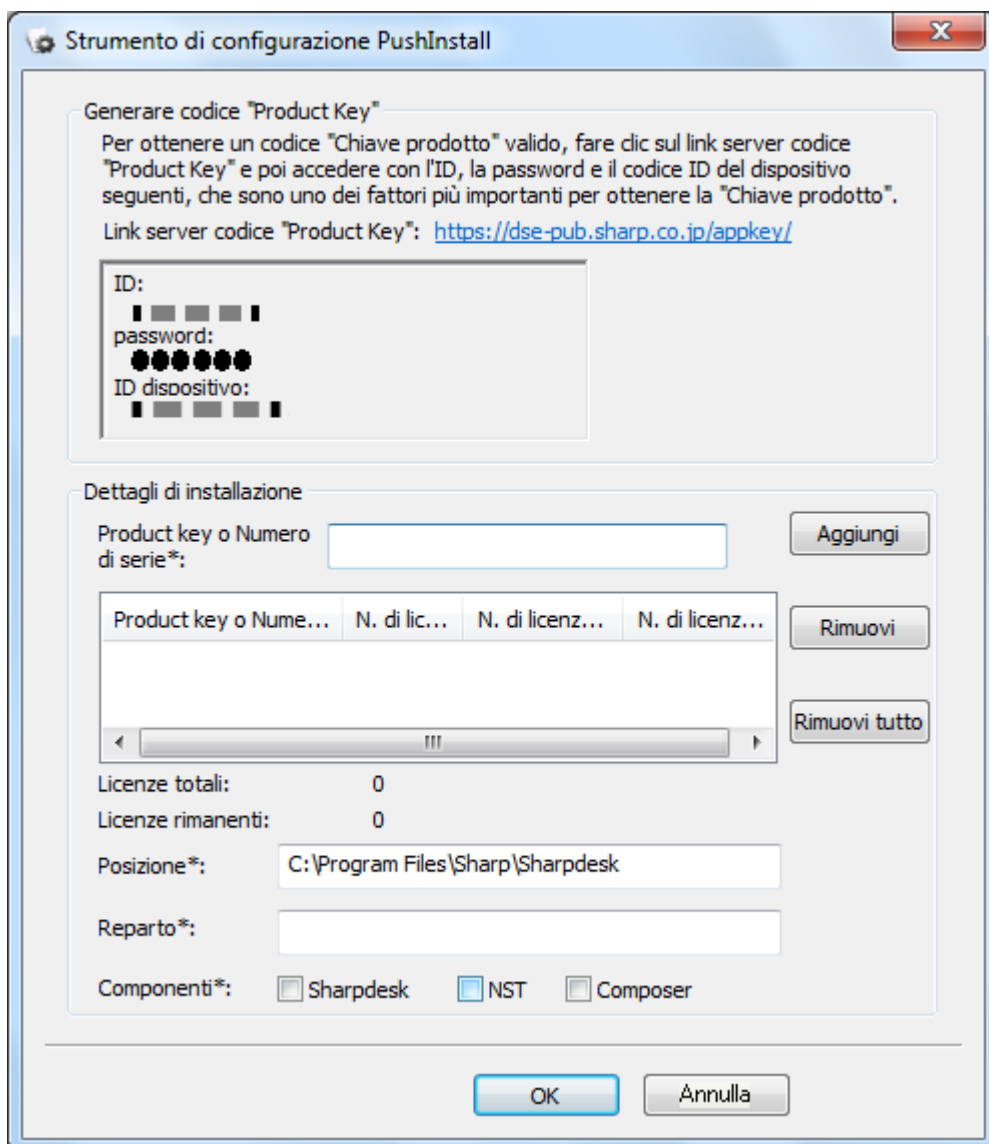 Strumento di configurazione PushInstall
Generare codice "Product Key"
Per ottenere un codice "Chiave prodotto" valido, fare clic sul link server codice
"Product Key" e poi accedere con l'ID, la password e il codice ID del dispositivo
seguenti, che sono uno dei fattori più importanti per ottenere la "Chiave prodotto".
Link server codice "Product Key": https://dse-pub.sharp.co.jp/appkey/
ID:
password:
ID dispositivo:
Dettagli di installazione
Product key o Numero
di serie*:
Aggiungi
Product key o Nume... N. di lic... N. di licenz... N. di licenz...
Rimuovi
Rimuovi tutto
Licenze totali: 0
Licenze rimanenti: 0
Posizione*: C:\Program Files\Sharp\Sharpdesk
Reparto*:
Componenti*: Sharpdesk NST Composer
OK Annulla